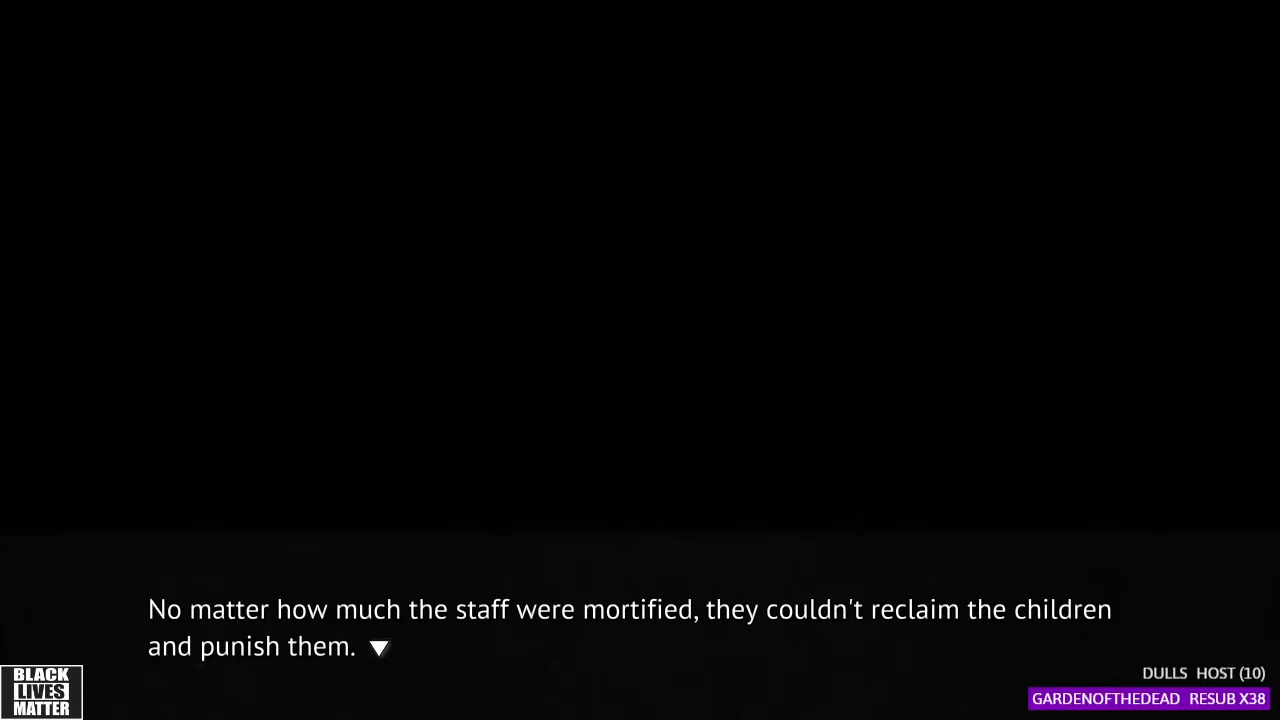 No matter how much the staff were mortified, they couldn't reclaim the children
and punish them.
BLACK
LIVES
MATTER
DULLS HOST (10)
GARDENOFTHEDEAD RESUB X38